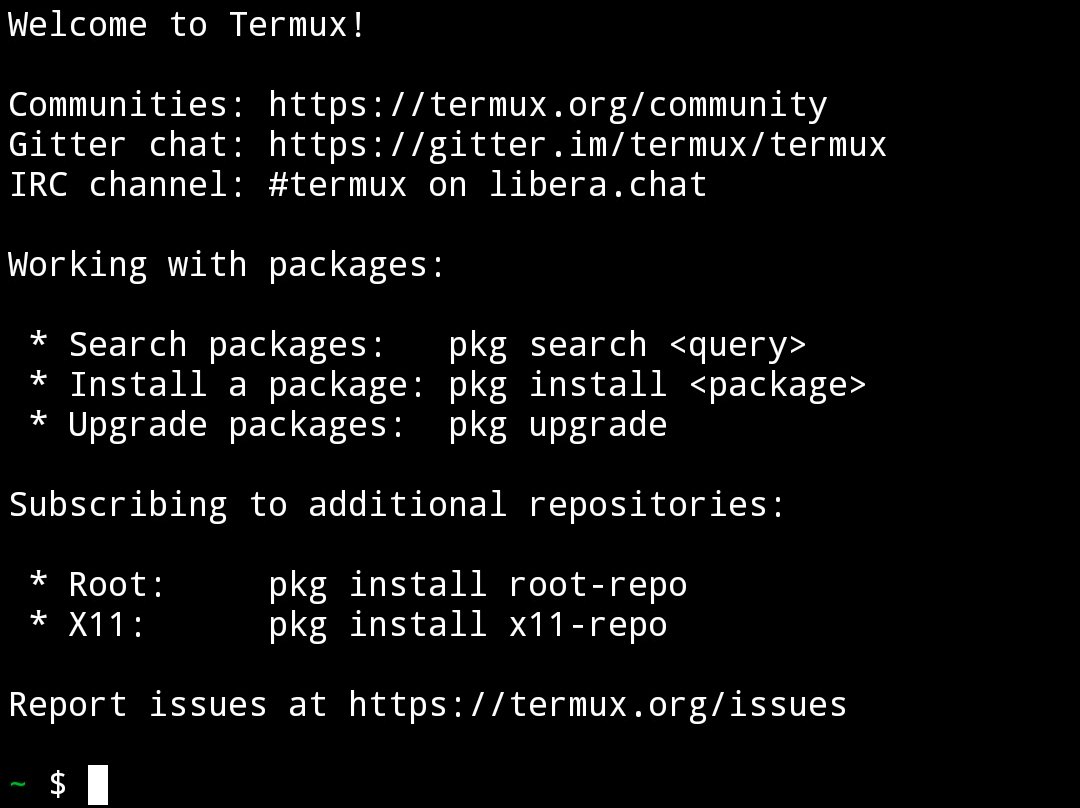 Welcome to Termux!
Communities: https://termux.org/community
Gitter chat: https://gitter.im/termux/termux
IRC channel: #termux on libera.chat
Working with packages:
* Search packages:   pkg search <query>
* Install a package: pkg install <package>
* Upgrade packages:  pkg upgrade
Subscribing to additional repositories:
* Root:     pkg install root-repo
* X11:      pkg install x11-repo
Report issues at https://termux.org/issues
~ $